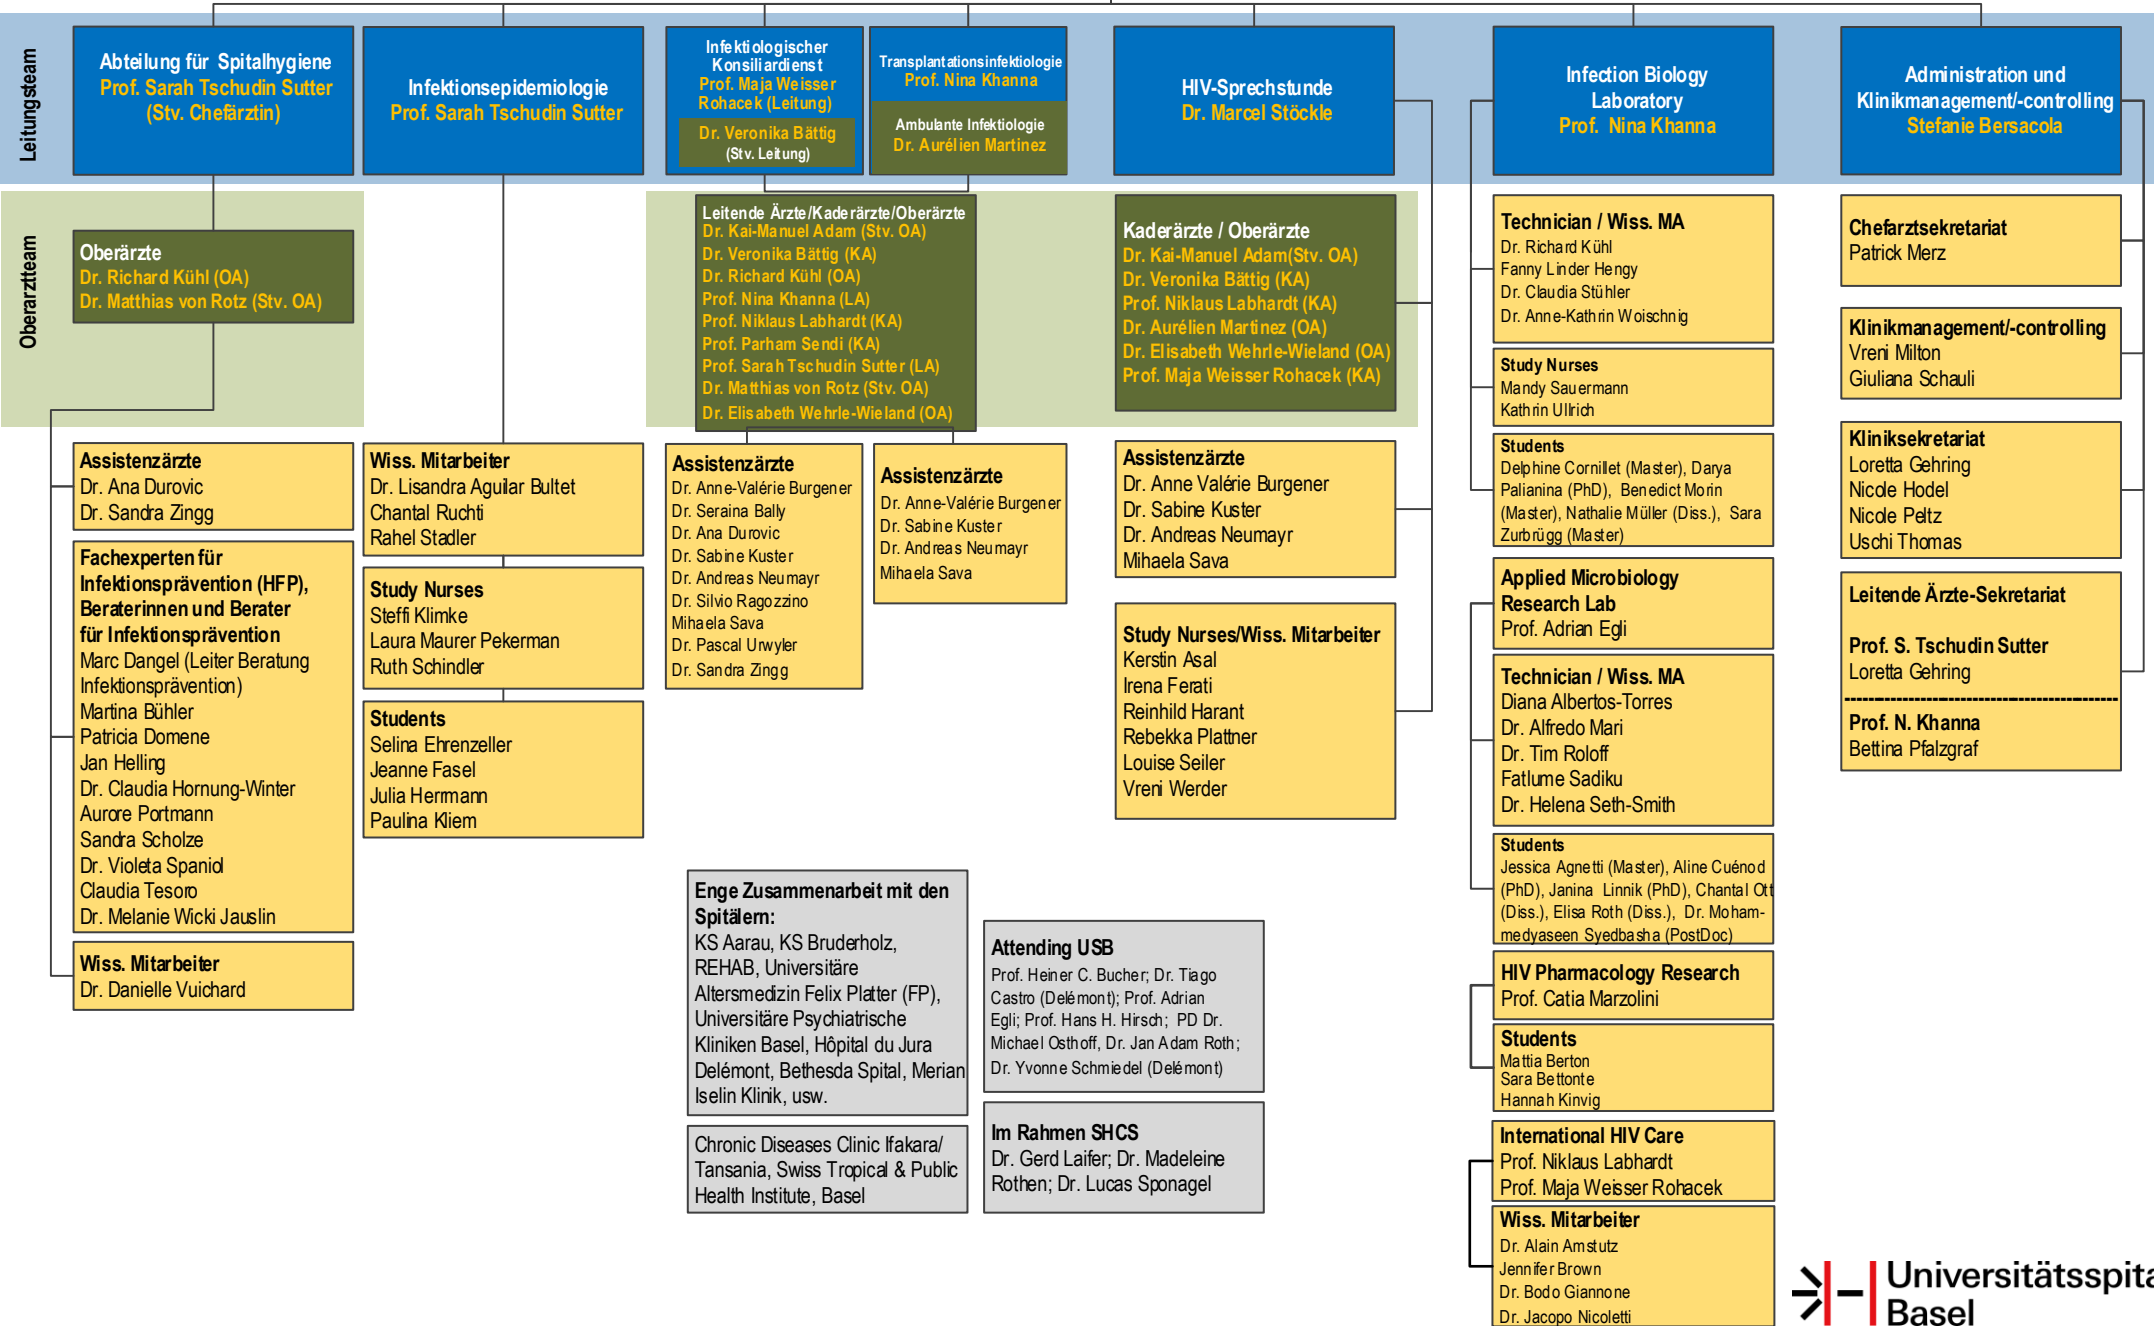 Leitungsteam
Abteilung für Spitalhygiene
Prof. Sarah Tschudin Sutter
(Stv. Chefärztin)
Infektionsepidemiologie
Prof. Sarah Tschudin Sutter
Infektiologischer
Konsiliardienst
Prof. Maja Weisser
Rohacek (Leitung)
Dr. Veronika Bättig
(Stv. Leitung)
Transplantationsinfektiologie
Prof. Nina Khanna
Ambulante Infektiologie
Dr. Aurélien Martinez
HIV-Sprechstunde
Dr. Marcel Stöckle
Infection Biology
Laboratory
Prof. Nina Khanna
Administration und
Klinikmanagement/-controlling
Stefanie Bersacola
Oberarztteam
Oberärzte
Dr. Richard Kühl (OA)
Dr. Matthias von Rotz (Stv. OA)
Leitende Ärzte/Kaderärzte/Oberärzte
Dr. Kai-Manuel Adam (Stv. OA)
Dr. Veronika Bättig (KA)
Dr. Richard Kühl (OA)
Prof. Nina Khanna (LA)
Prof. Niklaus Labhardt (KA)
Prof. Parham Sendi (KA)
Prof. Sarah Tschudin Sutter (LA)
Dr. Matthias von Rotz (Stv. OA)
Dr. Elisabeth Wehrle-Wieland (OA)
Kaderärzte / Oberärzte
Dr. Kai-Manuel Adam(Stv. OA)
Dr. Veronika Bättig (KA)
Prof. Niklaus Labhardt (KA)
Dr. Aurélien Martinez (OA)
Dr. Elisabeth Wehrle-Wieland (OA)
Prof. Maja Weisser Rohacek (KA)
Assistenzärzte
Dr. Ana Durovic
Dr. Sandra Zingg
Fachexperten für
Infektionsprävention (HFP),
Beraterinnen und Berater
für Infektionsprävention
Marc Dangel (Leiter Beratung
Infektionsprävention)
Martina Bühler
Patricia Domene
Jan Helling
Dr. Claudia Hornung-Winter
Aurore Portmann
Sandra Scholze
Dr. Violeta Spaniol
Claudia Tesoro
Dr. Melanie Wicki Jauslin
Wiss. Mitarbeiter
Dr. Danielle Vuichard
Wiss. Mitarbeiter
Dr. Lisandra Aguilar Bultet
Chantal Ruchti
Rahel Stadler
Study Nurses
Steffi Klimke
Laura Maurer Pekerman
Ruth Schindler
Students
Selina Ehrenzeller
Jeanne Fasel
Julia Herrmann
Paulina Kliem
Assistenzärzte
Dr. Anne-Valérie Burgener
Dr. Seraina Bally
Dr. Ana Durovic
Dr. Sabine Kuster
Dr. Andreas Neumayr
Dr. Silvio Ragozzino
Mihaela Sava
Dr. Pascal Urwyler
Dr. Sandra Zingg
Assistenzärzte
Dr. Anne-Valérie Burgener
Dr. Sabine Kuster
Dr. Andreas Neumayr
Mihaela Sava
Assistenzärzte
Dr. Anne Valérie Burgener
Dr. Sabine Kuster
Dr. Andreas Neumayr
Mihaela Sava
Study Nurses/Wiss. Mitarbeiter
Kerstin Asal
Irena Ferati
Reinhild Harant
Rebekka Plattner
Louise Seiler
Vreni Werder
Enge Zusammenarbeit mit den
Spitälern:
KS Aarau, KS Bruderholz,
REHAB, Universitäre
Altersmedizin Felix Platter (FP),
Universitäre Psychiatrische
Kliniken Basel, Hôpital du Jura
Delémont, Bethesda Spital, Merian
Iselin Klinik, usw.
Chronic Diseases Clinic Ifakara/
Tansania, Swiss Tropical & Public
Health Institute, Basel
Attending USB
Prof. Heiner C. Bucher; Dr. Tiago
Castro (Delémont); Prof. Adrian
Egli; Prof. Hans H. Hirsch; PD Dr.
Michael Osthoff, Dr. Jan Adam Roth;
Dr. Yvonne Schmiedel (Delémont)
Im Rahmen SHCS
Dr. Gerd Laifer; Dr. Madeleine
Rothen; Dr. Lucas Sponagel
Technician / Wiss. MA
Dr. Richard Kühl
Fanny Linder Hengy
Dr. Claudia Stühler
Dr. Anne-Kathrin Woischnig
Study Nurses
Mandy Sauermann
Kathrin Ullrich
Students
Delphine Cornillet (Master), Darya
Palianina (PhD), Benedict Morin
(Master), Nathalie Müller (Diss.), Sara
Zurbrügg (Master)
Applied Microbiology
Research Lab
Prof. Adrian Egli
Technician / Wiss. MA
Diana Albertos-Torres
Dr. Alfredo Mari
Dr. Tim Roloff
Fatlume Sadiku
Dr. Helena Seth-Smith
Students
Jessica Agnetti (Master), Aline Cuénod
(PhD), Janina Linnik (PhD), Chantal Ott
(Diss.), Elisa Roth (Diss.), Dr. Moham-
medyaseen Syedbasha (PostDoc)
HIV Pharmacology Research
Prof. Catia Marzolini
Students
Mattia Berton
Sara Bettonte
Hannah Kinvig
International HIV Care
Prof. Niklaus Labhardt
Prof. Maja Weisser Rohacek
Wiss. Mitarbeiter
Dr. Alain Amstutz
Jennifer Brown
Dr. Bodo Giannone
Dr. Jacopo Nicoletti
Chefarztsekretariat
Patrick Merz
Klinikmanagement/-controlling
Vreni Milton
Giuliana Schauli
Kliniksekretariat
Loretta Gehring
Nicole Hodel
Nicole Peltz
Uschi Thomas
Leitende Ärzte-Sekretariat
Prof. S. Tschudin Sutter
Loretta Gehring
Prof. N. Khanna
Bettina Pfalzgraf
Universitätsspita
Basel